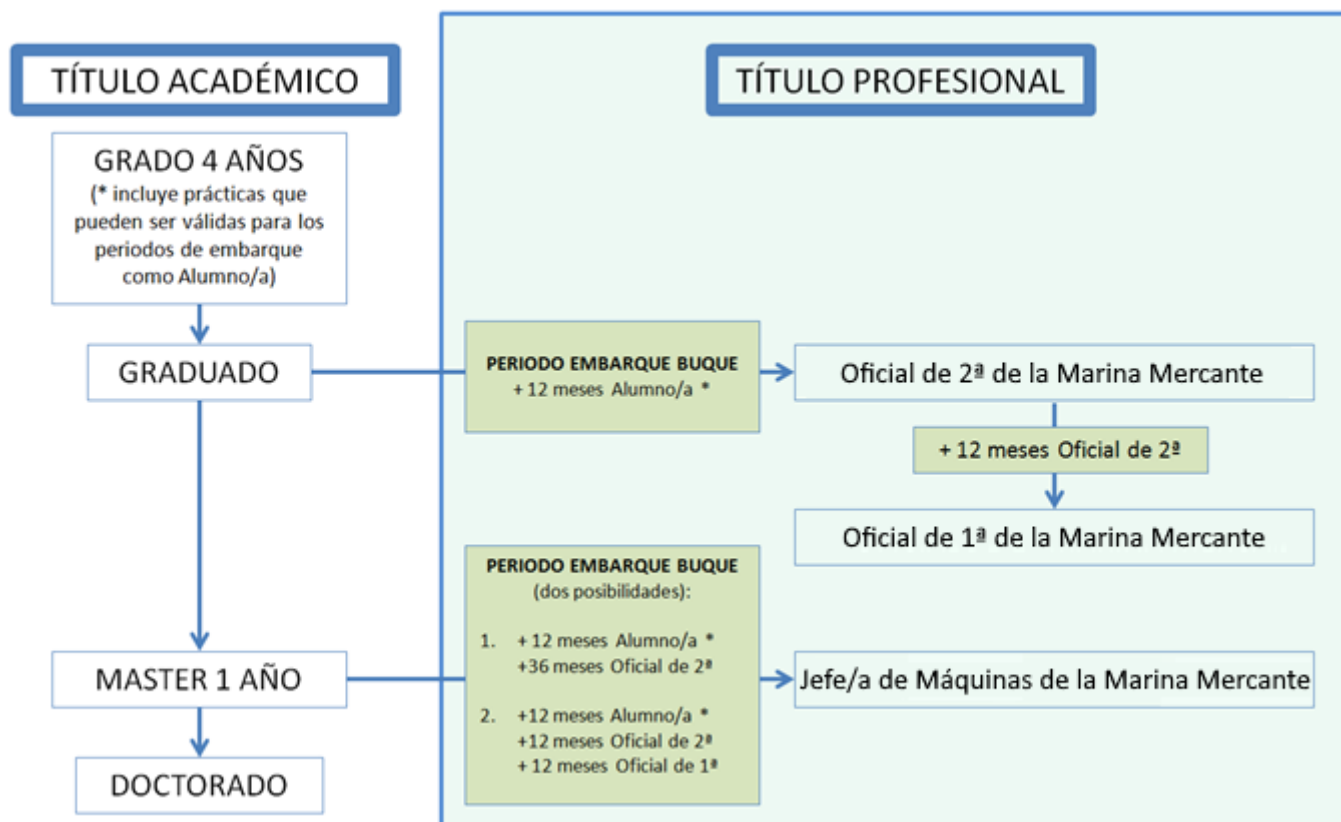 TÍTULO ACADÉMICO
TÍTULO PROFESIONAL
GRADO 4 AÑOS
(* incluye prácticas que
pueden ser válidas para los
periodos de embarque
como Alumno/a)
GRADUADO
PERIODO EMBARQUE BUQUE
+ 12 meses Alumno/a *
Oficial de 2ª de la Marina Mercante
+ 12 meses Oficial de 2ª
Oficial de 1ª de la Marina Mercante
MASTER 1 AÑO
PERIODO EMBARQUE BUQUE
(dos posibilidades):
1. + 12 meses Alumno/a *
+36 meses Oficial de 2ª
2. +12 meses Alumno/a *
+12 meses Oficial de 2ª
+ 12 meses Oficial de 1ª
Jefe/a de Máquinas de la Marina Mercante
DOCTORADO